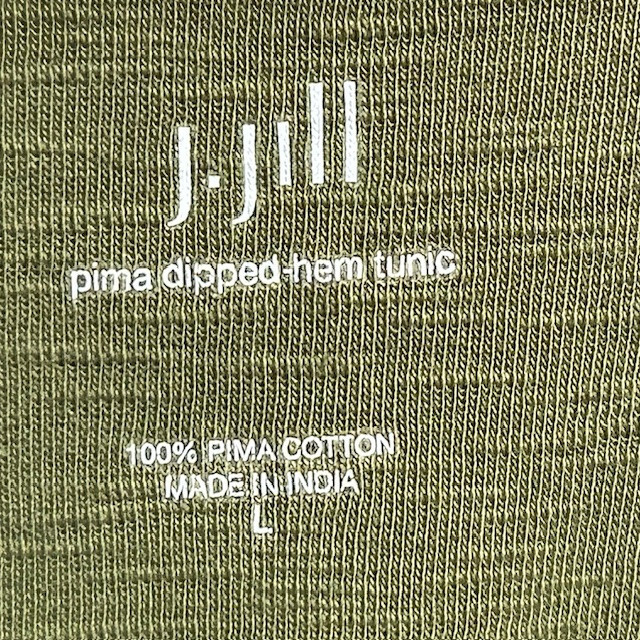 J.Jill
pima dipped-hem tunic
100% PIMA COTTON
MADE IN INDIA
L